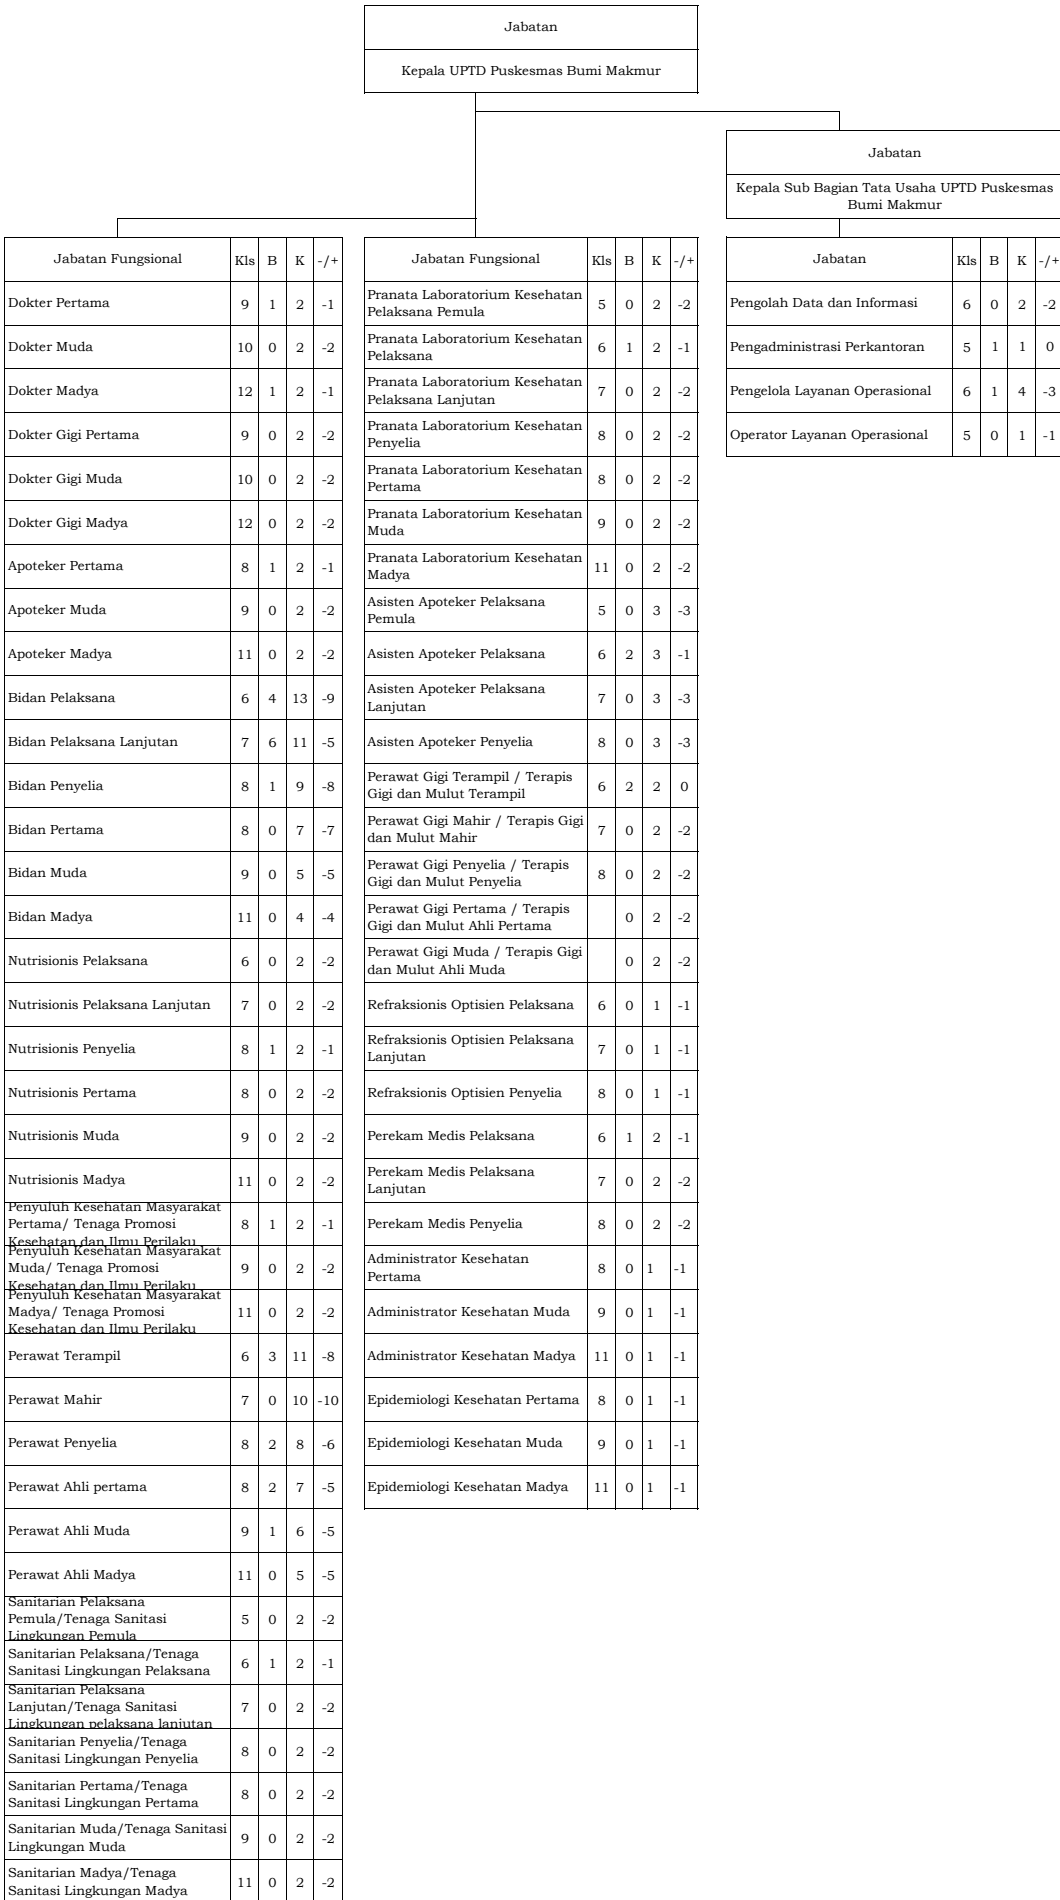 Jabatan
Kepala UPTD Puskesmas Bumi Makmur
Jabatan
Kepala Sub Bagian Tata Usaha UPTD Puskesmas
Bumi Makmur
Jabatan Fungsional Kls B K -/+
Dokter Pertama 9 1 2 -1
Dokter Muda 10 0 2 -2
Dokter Madya 12 1 2 -1
Dokter Gigi Pertama 9 0 2 -2
Dokter Gigi Muda 10 0 2 -2
Dokter Gigi Madya 12 0 2 -2
Apoteker Pertama 8 1 2 -1
Apoteker Muda 9 0 2 -2
Apoteker Madya 11 0 2 -2
Bidan Pelaksana 6 4 13 -9
Bidan Pelaksana Lanjutan 7 6 11 -5
Bidan Penyelia 8 1 9 -8
Bidan Pertama 8 0 7 -7
Bidan Muda 9 0 5 -5
Bidan Madya 11 0 4 -4
Nutrisionis Pelaksana 6 0 2 -2
Nutrisionis Pelaksana Lanjutan 7 0 2 -2
Nutrisionis Penyelia 8 1 2 -1
Nutrisionis Pertama 8 0 2 -2
Nutrisionis Muda 9 0 2 -2
Nutrisionis Madya 11 0 2 -2
Penyuluh Kesehatan Masyarakat
Pertama/ Tenaga Promosi 8 1 2 -1
Kesehatan dan Ilmu Perilaku
Penyuluh Kesehatan Masyarakat
Muda/ Tenaga Promosi 9 0 2 -2
Kesehatan dan Ilmu Perilaku
Penyuluh Kesehatan Masyarakat
Madya/ Tenaga Promosi 11 0 2 -2
Kesehatan dan Ilmu Perilaku
Perawat Terampil 6 3 11 -8
Perawat Mahir 7 0 10 -10
Perawat Penyelia 8 2 8 -6
Perawat Ahli pertama 8 2 7 -5
Perawat Ahli Muda 9 1 6 -5
Perawat Ahli Madya 11 0 5 -5
Sanitarian Pelaksana
Pemula/Tenaga Sanitasi 5 0 2 -2
Lingkungan Pemula
Sanitarian Pelaksana/Tenaga
Sanitasi Lingkungan Pelaksana 6 1 2 -1
Sanitarian Pelaksana
Lanjutan/Tenaga Sanitasi 7 0 2 -2
Lingkungan pelaksana lanjutan
Sanitarian Penyelia/Tenaga
Sanitasi Lingkungan Penyelia 8 0 2 -2
Sanitarian Pertama/Tenaga
Sanitasi Lingkungan Pertama 8 0 2 -2
Sanitarian Muda/Tenaga Sanitasi
Lingkungan Muda 9 0 2 -2
Sanitarian Madya/Tenaga
Sanitasi Lingkungan Madya 11 0 2 -2
Jabatan Fungsional Kls B K -/+
Pranata Laboratorium Kesehatan
Pelaksana Pemula 5 0 2 -2
Pranata Laboratorium Kesehatan
Pelaksana 6 1 2 -1
Pranata Laboratorium Kesehatan
Pelaksana Lanjutan 7 0 2 -2
Pranata Laboratorium Kesehatan
Penyelia 8 0 2 -2
Pranata Laboratorium Kesehatan
Pertama 8 0 2 -2
Pranata Laboratorium Kesehatan
Muda 9 0 2 -2
Pranata Laboratorium Kesehatan
Madya 11 0 2 -2
Asisten Apoteker Pelaksana
Pemula 5 0 3 -3
Asisten Apoteker Pelaksana 6 2 3 -1
Asisten Apoteker Pelaksana
Lanjutan 7 0 3 -3
Asisten Apoteker Penyelia 8 0 3 -3
Perawat Gigi Terampil / Terapis
Gigi dan Mulut Terampil 6 2 2 0
Perawat Gigi Mahir / Terapis Gigi
dan Mulut Mahir 7 0 2 -2
Perawat Gigi Penyelia / Terapis
Gigi dan Mulut Penyelia 8 0 2 -2
Perawat Gigi Pertama / Terapis
Gigi dan Mulut Ahli Pertama 0 2 -2
Perawat Gigi Muda / Terapis Gigi
dan Mulut Ahli Muda 0 2 -2
Refraksionis Optisien Pelaksana 6 0 1 -1
Refraksionis Optisien Pelaksana
Lanjutan 7 0 1 -1
Refraksionis Optisien Penyelia 8 0 1 -1
Perekam Medis Pelaksana 6 1 2 -1
Perekam Medis Pelaksana
Lanjutan 7 0 2 -2
Perekam Medis Penyelia 8 0 2 -2
Administrator Kesehatan
Pertama 8 0 1 -1
Administrator Kesehatan Muda 9 0 1 -1
Administrator Kesehatan Madya 11 0 1 -1
Epidemiologi Kesehatan Pertama 8 0 1 -1
Epidemiologi Kesehatan Muda 9 0 1 -1
Epidemiologi Kesehatan Madya 11 0 1 -1
Jabatan Kls B K -/+
Pengolah Data dan Informasi 6 0 2 -2
Pengadministrasi Perkantoran 5 1 1 0
Pengelola Layanan Operasional 6 1 4 -3
Operator Layanan Operasional 5 0 1 -1